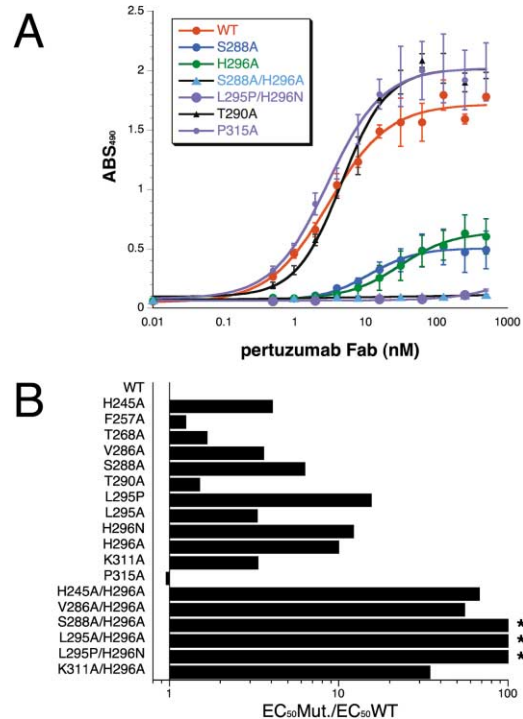 A
WT
S288A
H296A
S288A/H296A
L295P/H296N
T290A
P315A
2.5
2
1.5
1
0.5
0
ABS490
0.01 0.1 1 10 100 1000
pertuzumab Fab (nM)
B
WT
H245A
F257A
T268A
V286A
S288A
T290A
L295P
L295A
H296N
H296A
K311A
P315A
H245A/H296A
V286A/H296A
S288A/H296A *
L295A/H296A *
L295P/H296N *
K311A/H296A
1 10 100
EC50Mut./EC50WT